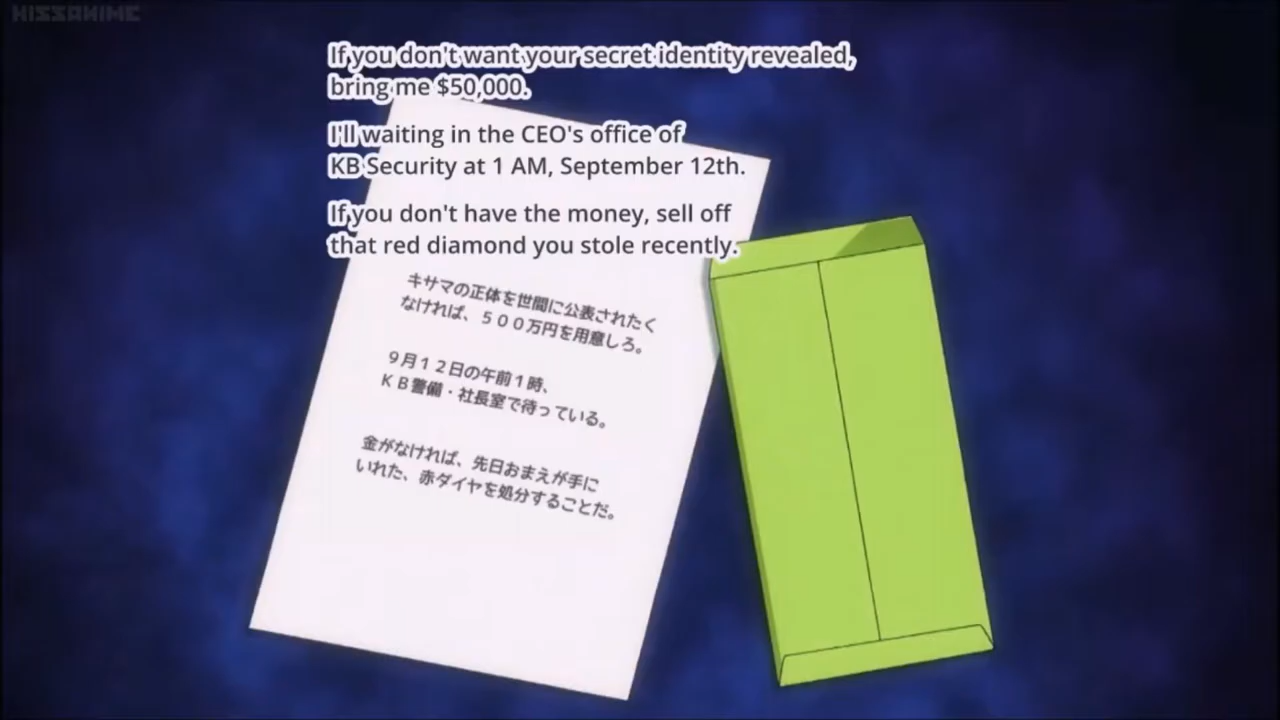 KISSANIME
If you don't want your secret identity revealed,
bring me $50,000.
I'll waiting in the CEO's office of
KB Security at 1 AM, September 12th.
If you don't have the money, sell off
that red diamond you stole recently.
キサマの正体を世間に公表されたく
なければ、５００万円を用意しろ。
９月１２日の午前１時、
ＫＢ警備・社長室で待っている。
金がなければ、先日おまえが手に
いれた、赤ダイヤを処分することだ。